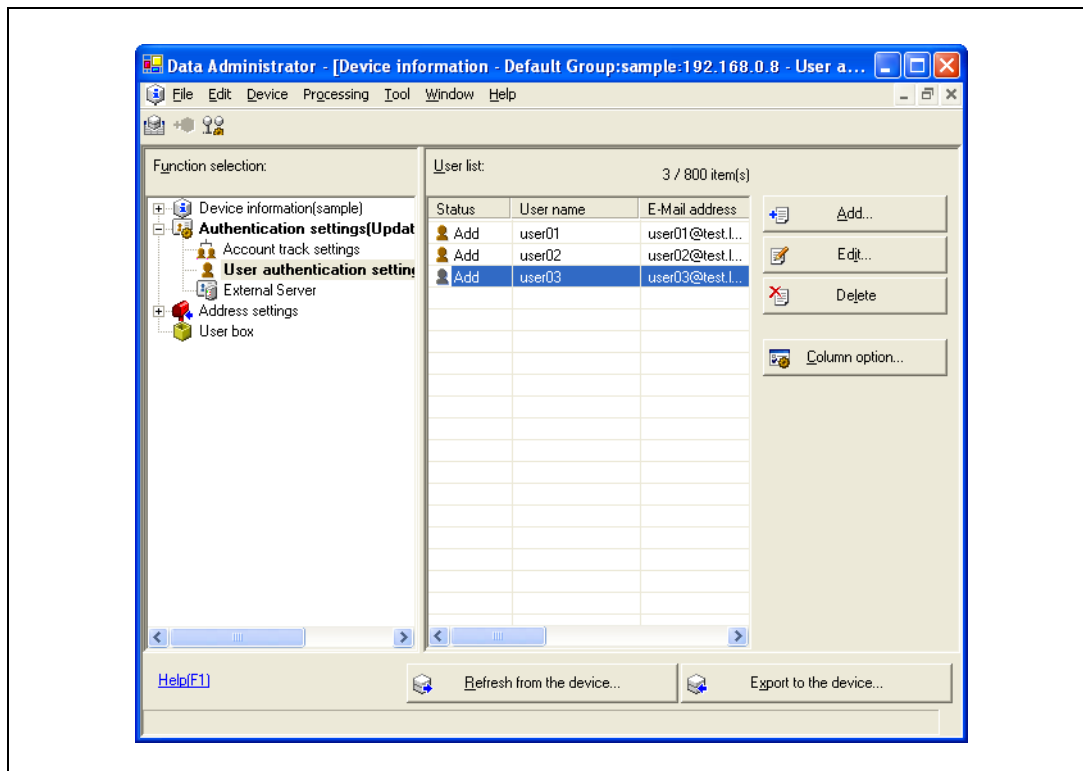 Data Administrator - [Device information - Default Group:sample:192.168.0.8 - User a...
File Edit Device Processing Tool Window Help
Function selection:
Device information(sample)
Authentication settings(Updat
Account track settings
User authentication setting
External Server
Address settings
User box
User list:
3 / 800 item(s)
Status User name E-Mail address
Add user01 user01@test.l...
Add user02 user02@test.l...
Add user03 user03@test.l...
Add...
Edit...
Delete
Column option...
Help(F1)
Refresh from the device...
Export to the device...